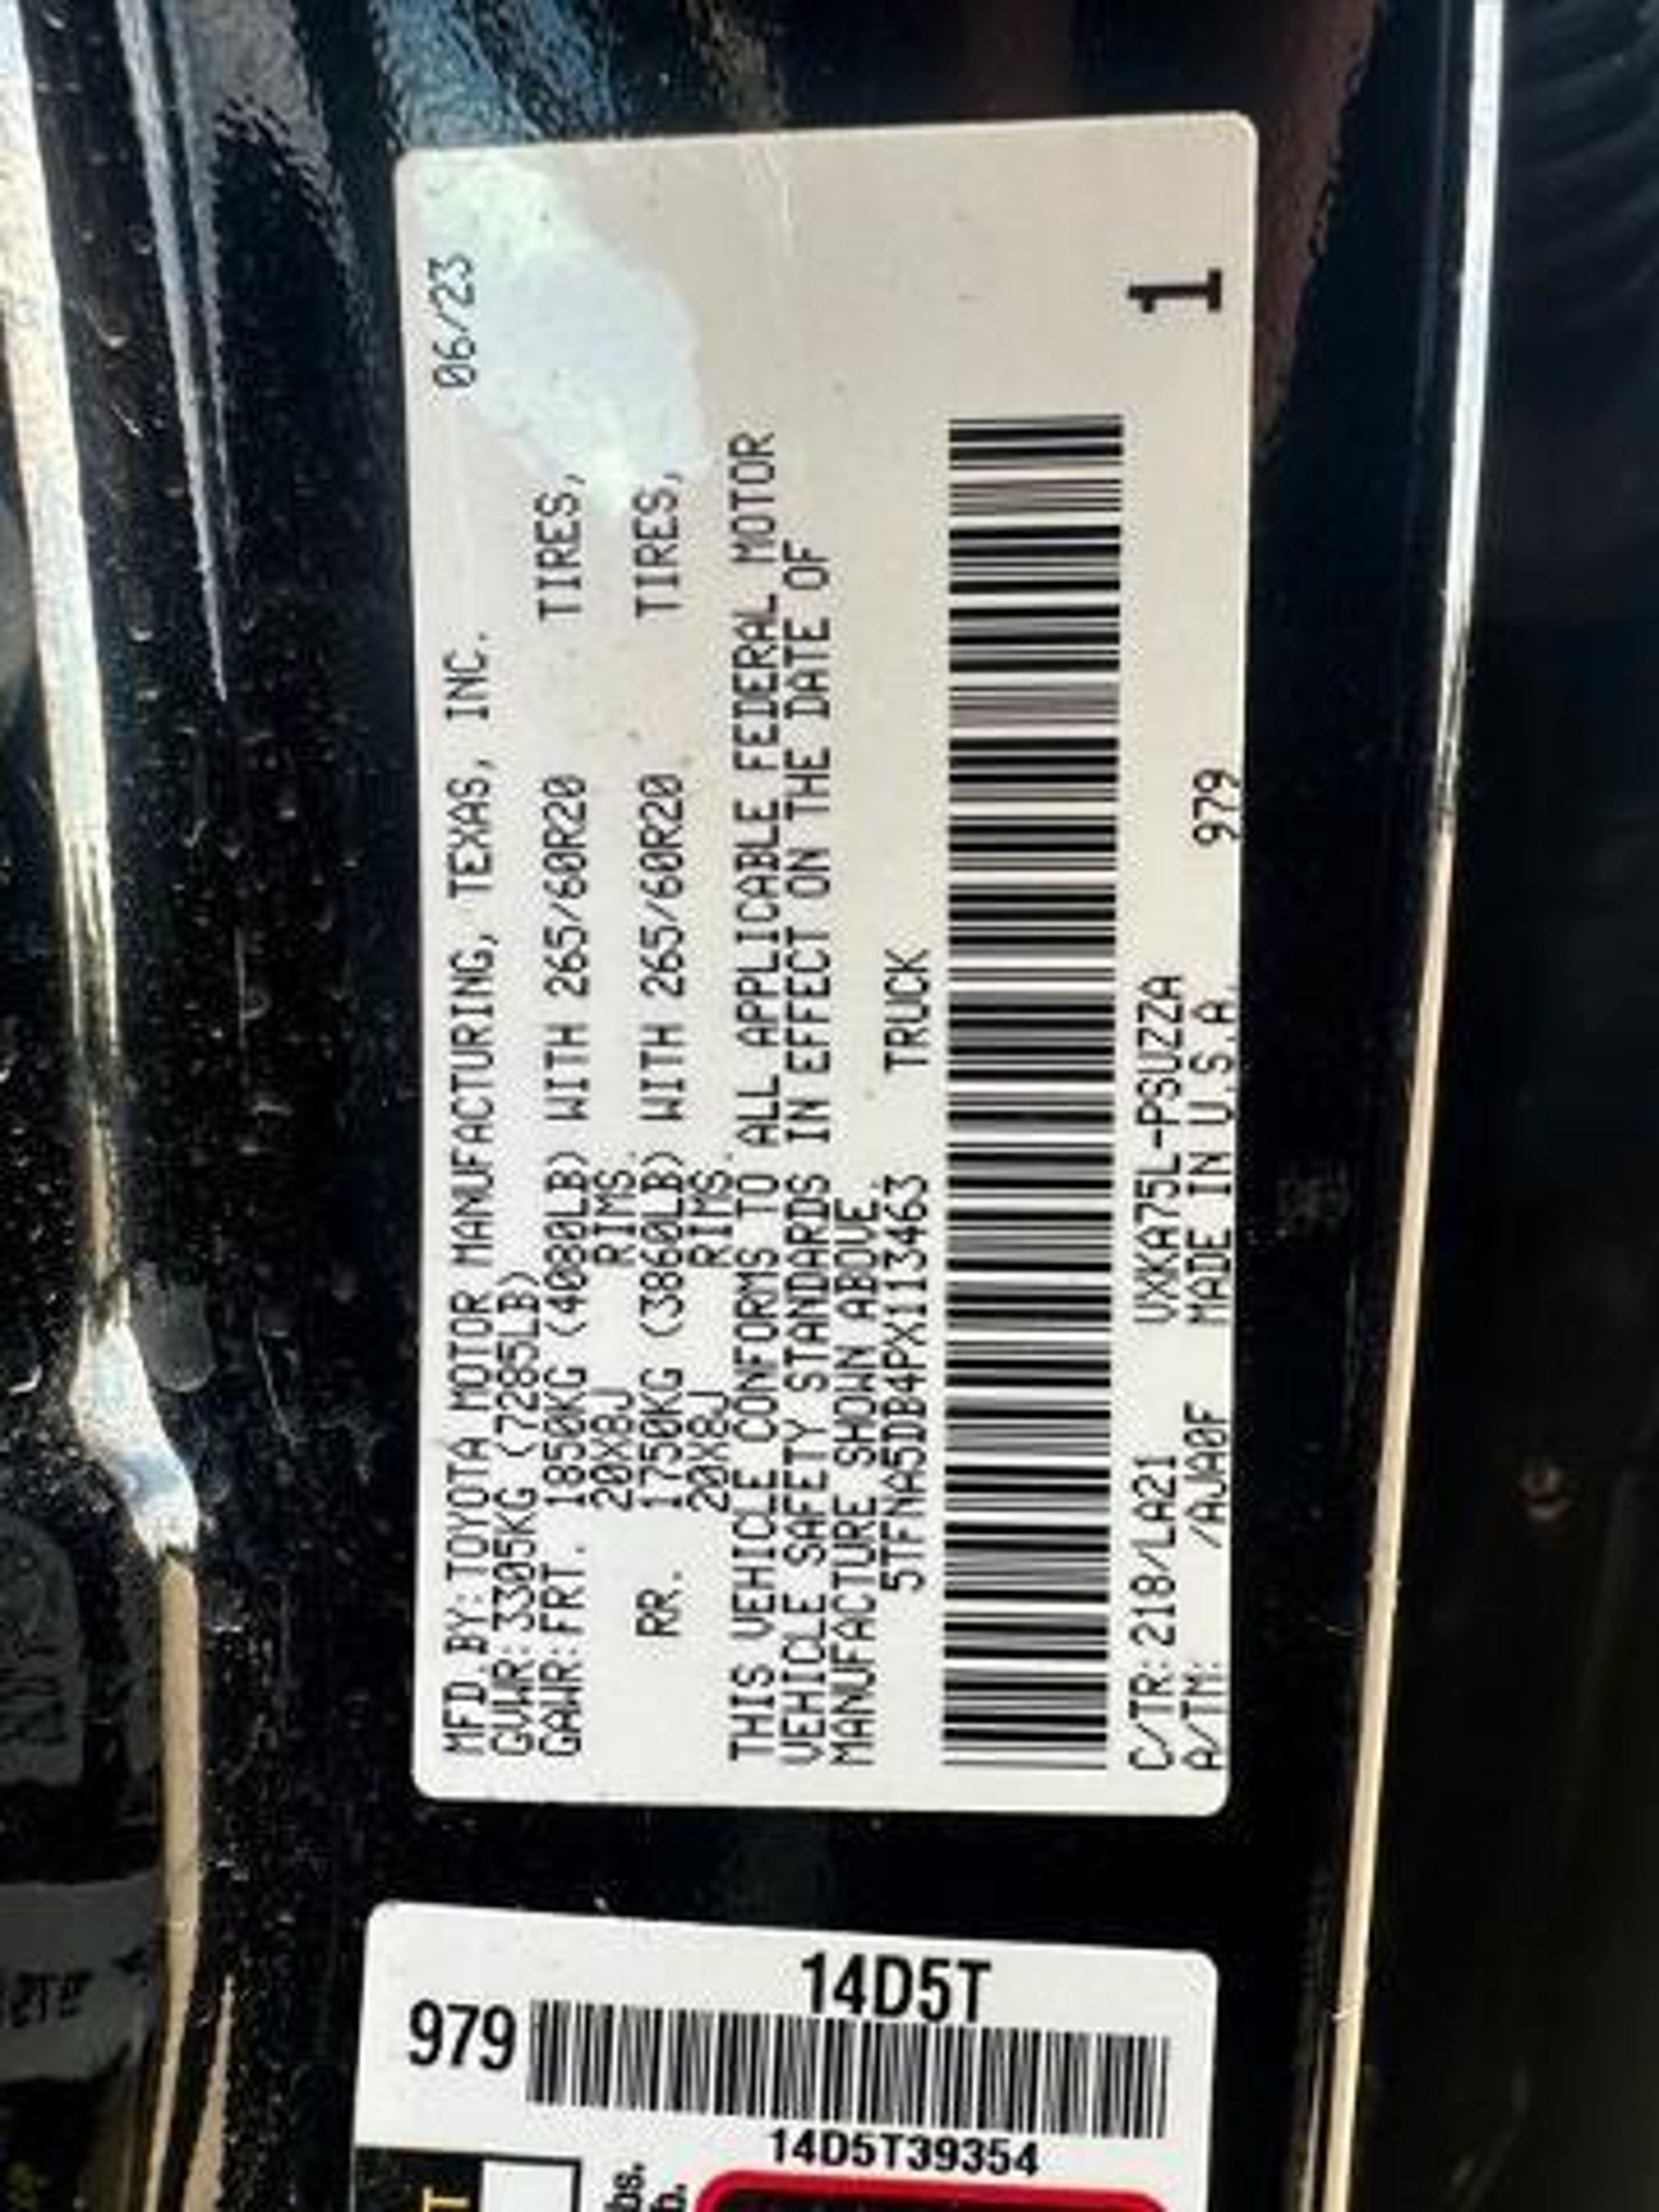 06/23
MFD.BY:TOYOTA MOTOR MANUFACTURING, TEXAS, INC.
GVWR:3305KG (7285LB)
GAWR:FRT. 1850KG (4080LB) WITH 265/60R20 TIRES,
20X8J RIMS.
RR. 1750KG (3860LB) WITH 265/60R20 TIRES,
20X8J RIMS.
THIS VEHICLE CONFORMS TO ALL APPLICABLE FEDERAL MOTOR
VEHICLE SAFETY STANDARDS IN EFFECT ON THE DATE OF
MANUFACTURE SHOWN ABOVE.
5TFNA5DB4PX113463 TRUCK
C/TR:218/LA21 VXKA75L-PSUZZA
A/TM: /AJA0F MADE IN U.S.A. 979
1
14D5T
979
14D5T39354